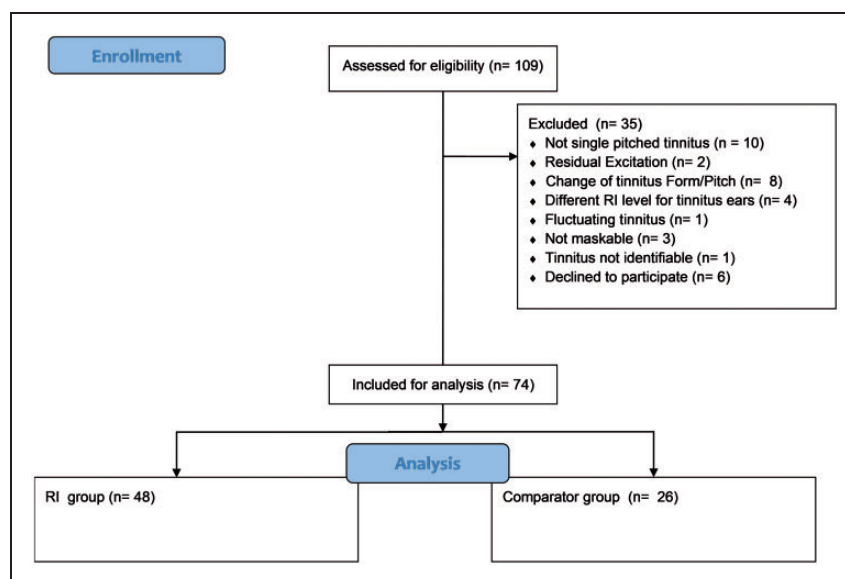 Enrollment
Assessed for eligibility (n= 109)
Excluded (n= 35)
♦ Not single pitched tinnitus (n = 10)
♦ Residual Excitation (n= 2)
♦ Change of tinnitus Form/Pitch (n= 8)
♦ Different RI level for tinnitus ears (n= 4)
♦ Fluctuating tinnitus (n= 1)
♦ Not maskable (n= 3)
♦ Tinnitus not identifiable (n= 1)
♦ Declined to participate (n= 6)
Included for analysis (n= 74)
Analysis
RI group (n= 48)
Comparator group (n= 26)